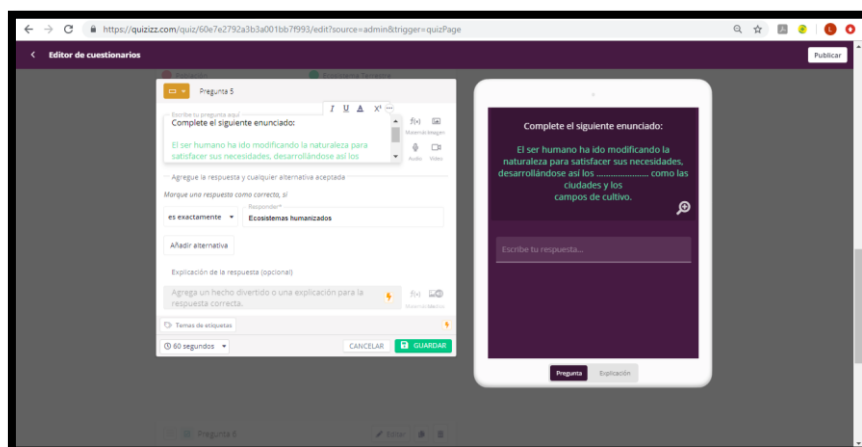 https://quizizz.com/quiz/60e7e2792a3b3a001bb7f993/edit?source=admin&trigger=quizPage
Editor de cuestionarios
Publicar
Población
Ecosistema Terrestre
Pregunta 5
I U A X¹
Escribe tu pregunta aquí
Complete el siguiente enunciado:
El ser humano ha ido modificando la naturaleza para
satisfacer sus necesidades, desarrollándose así los
f(x)
Material Imagen
Audio Video
Agregue la respuesta y cualquier alternativa aceptada
Marque una respuesta como correcta, si
es exactamente
Responder*
Ecosistemas humanizados
Añadir alternativa
Explicación de la respuesta (opcional)
Agrega un hecho divertido o una explicación para la
respuesta correcta.
f(x)
Temas de etiquetas
60 segundos
CANCELAR
GUARDAR
Complete el siguiente enunciado:
El ser humano ha ido modificando la
naturaleza para satisfacer sus necesidades,
desarrollándose así los ..................... como las
ciudades y los
campos de cultivo.
Escribe tu respuesta...
Pregunta
Explicación
Pregunta 6
Editar